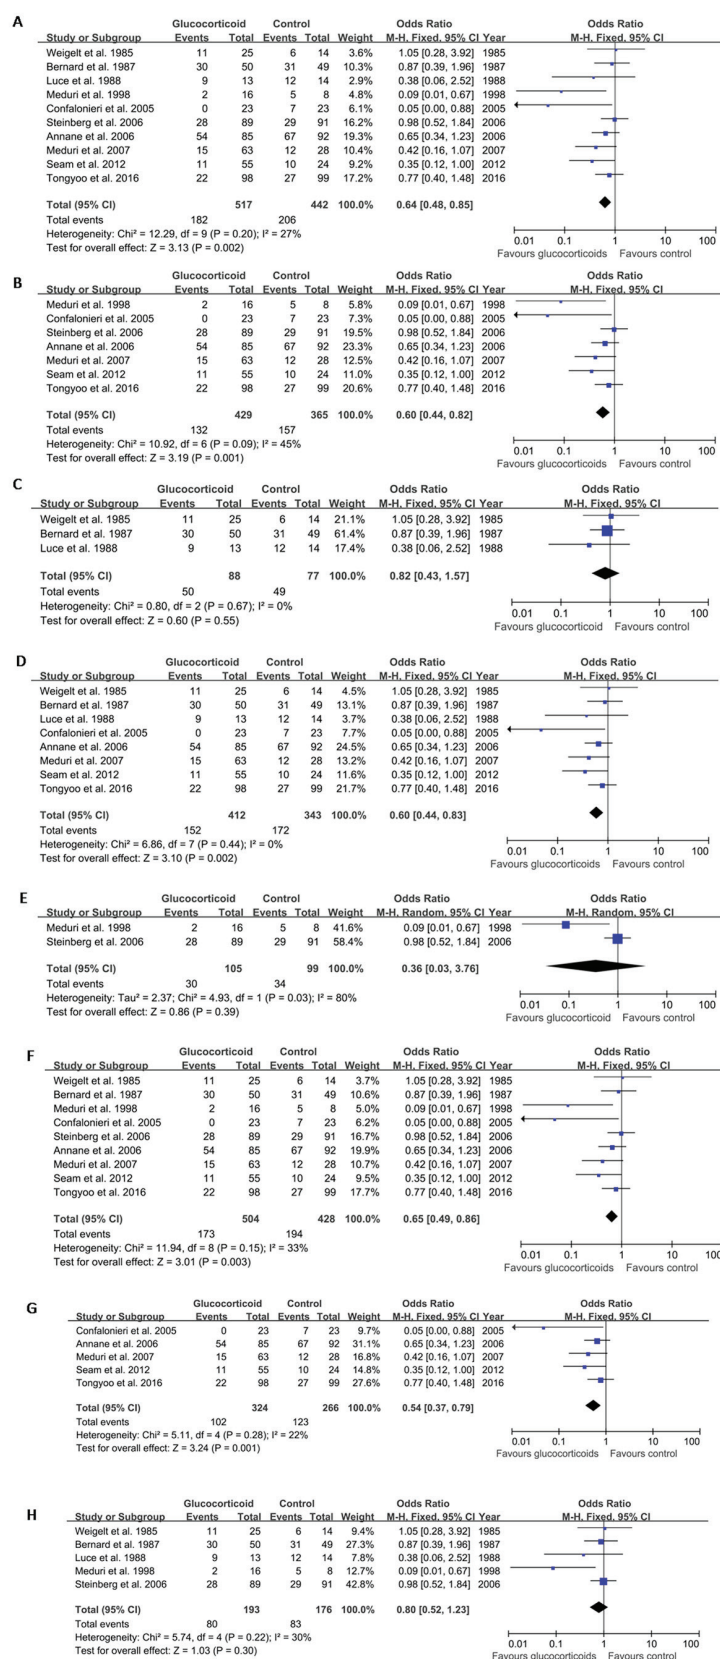 A
Glucocorticoid Control Odds Ratio Odds Ratio
Study or Subgroup Events Total Events Total Weight M-H, Fixed, 95% CI Year M-H, Fixed, 95% CI
Weigelt et al. 1985 11 25 6 14 3.6% 1.05 [0.28, 3.92] 1985
Bernard et al. 1987 30 50 31 49 10.3% 0.87 [0.39, 1.96] 1987
Luce et al. 1988 9 13 12 14 2.9% 0.38 [0.06, 2.52] 1988
Meduri et al. 1998 2 16 5 8 4.8% 0.09 [0.01, 0.67] 1998
Confalonieri et al. 2005 0 23 7 23 6.0% 0.05 [0.00, 0.88] 2005
Steinberg et al. 2006 28 89 29 91 16.2% 0.98 [0.52, 1.84] 2006
Annane et al. 2006 54 85 67 92 19.3% 0.65 [0.34, 1.23] 2006
Meduri et al. 2007 15 63 12 28 10.4% 0.42 [0.16, 1.07] 2007
Seam et al. 2012 11 55 10 24 9.2% 0.35 [0.12, 1.00] 2012
Tongyoo et al. 2016 22 98 27 99 17.2% 0.77 [0.40, 1.48] 2016
Total (95% CI) 517 442 100.0% 0.64 [0.48, 0.85]
Total events 182 206
Heterogeneity: Chi² = 12.29, df = 9 (P = 0.20); I² = 27%
Test for overall effect: Z = 3.13 (P = 0.002)
0.01 0.1 1 10 100
Favours glucocorticoids Favours control
B
Glucocorticoid Control Odds Ratio Odds Ratio
Study or Subgroup Events Total Events Total Weight M-H, Fixed, 95% CI Year M-H, Fixed, 95% CI
Meduri et al. 1998 2 16 5 8 5.8% 0.09 [0.01, 0.67] 1998
Confalonieri et al. 2005 0 23 7 23 7.3% 0.05 [0.00, 0.88] 2005
Steinberg et al. 2006 28 89 29 91 19.5% 0.98 [0.52, 1.84] 2006
Annane et al. 2006 54 85 67 92 23.3% 0.65 [0.34, 1.23] 2006
Meduri et al. 2007 15 63 12 28 12.6% 0.42 [0.16, 1.07] 2007
Seam et al. 2012 11 55 10 24 11.0% 0.35 [0.12, 1.00] 2012
Tongyoo et al. 2016 22 98 27 99 20.6% 0.77 [0.40, 1.48] 2016
Total (95% CI) 429 365 100.0% 0.60 [0.44, 0.82]
Total events 132 157
Heterogeneity: Chi² = 10.92, df = 6 (P = 0.09); I² = 45%
Test for overall effect: Z = 3.19 (P = 0.001)
0.01 0.1 1 10 100
Favours glucocorticoids Favours control
C
Glucocorticoid Control Odds Ratio Odds Ratio
Study or Subgroup Events Total Events Total Weight M-H, Fixed, 95% CI Year M-H, Fixed, 95% CI
Weigelt et al. 1985 11 25 6 14 21.1% 1.05 [0.28, 3.92] 1985
Bernard et al. 1987 30 50 31 49 61.4% 0.87 [0.39, 1.96] 1987
Luce et al. 1988 9 13 12 14 17.4% 0.38 [0.06, 2.52] 1988
Total (95% CI) 88 77 100.0% 0.82 [0.43, 1.57]
Total events 50 49
Heterogeneity: Chi² = 0.80, df = 2 (P = 0.67); I² = 0%
Test for overall effect: Z = 0.60 (P = 0.55)
0.01 0.1 1 10 100
Favours glucocorticoid Favours control
D
Glucocorticoid Control Odds Ratio Odds Ratio
Study or Subgroup Events Total Events Total Weight M-H, Fixed, 95% CI Year M-H, Fixed, 95% CI
Weigelt et al. 1985 11 25 6 14 4.5% 1.05 [0.28, 3.92] 1985
Bernard et al. 1987 30 50 31 49 13.1% 0.87 [0.39, 1.96] 1987
Luce et al. 1988 9 13 12 14 3.7% 0.38 [0.06, 2.52] 1988
Confalonieri et al. 2005 0 23 7 23 7.7% 0.05 [0.00, 0.88] 2005
Annane et al. 2006 54 85 67 92 24.5% 0.65 [0.34, 1.23] 2006
Meduri et al. 2007 15 63 12 28 13.2% 0.42 [0.16, 1.07] 2007
Seam et al. 2012 11 55 10 24 11.6% 0.35 [0.12, 1.00] 2012
Tongyoo et al. 2016 22 98 27 99 21.7% 0.77 [0.40, 1.48] 2016
Total (95% CI) 412 343 100.0% 0.60 [0.44, 0.83]
Total events 152 172
Heterogeneity: Chi² = 6.86, df = 7 (P = 0.44); I² = 0%
Test for overall effect: Z = 3.10 (P = 0.002)
0.01 0.1 1 10 100
Favours glucocorticoids Favours control
E
Glucocorticoid Control Odds Ratio Odds Ratio
Study or Subgroup Events Total Events Total Weight M-H, Random, 95% CI Year M-H, Random, 95% CI
Meduri et al. 1998 2 16 5 8 41.6% 0.09 [0.01, 0.67] 1998
Steinberg et al. 2006 28 89 29 91 58.4% 0.98 [0.52, 1.84] 2006
Total (95% CI) 105 99 100.0% 0.36 [0.03, 3.76]
Total events 30 34
Heterogeneity: Tau² = 2.37; Chi² = 4.93, df = 1 (P = 0.03); I² = 80%
Test for overall effect: Z = 0.86 (P = 0.39)
0.01 0.1 1 10 100
Favours glucocorticoid Favours control
F
Glucocorticoid Control Odds Ratio Odds Ratio
Study or Subgroup Events Total Events Total Weight M-H, Fixed, 95% CI Year M-H, Fixed, 95% CI
Weigelt et al. 1985 11 25 6 14 3.7% 1.05 [0.28, 3.92] 1985
Bernard et al. 1987 30 50 31 49 10.6% 0.87 [0.39, 1.96] 1987
Meduri et al. 1998 2 16 5 8 5.0% 0.09 [0.01, 0.67] 1998
Confalonieri et al. 2005 0 23 7 23 6.2% 0.05 [0.00, 0.88] 2005
Steinberg et al. 2006 28 89 29 91 16.7% 0.98 [0.52, 1.84] 2006
Annane et al. 2006 54 85 67 92 19.9% 0.65 [0.34, 1.23] 2006
Meduri et al. 2007 15 63 12 28 10.7% 0.42 [0.16, 1.07] 2007
Seam et al. 2012 11 55 10 24 9.5% 0.35 [0.12, 1.00] 2012
Tongyoo et al. 2016 22 98 27 99 17.7% 0.77 [0.40, 1.48] 2016
Total (95% CI) 504 428 100.0% 0.65 [0.49, 0.86]
Total events 173 194
Heterogeneity: Chi² = 11.94, df = 8 (P = 0.15); I² = 33%
Test for overall effect: Z = 3.01 (P = 0.003)
0.01 0.1 1 10 100
Favours glucocorticoids Favours control
G
Glucocorticoid Control Odds Ratio Odds Ratio
Study or Subgroup Events Total Events Total Weight M-H, Fixed, 95% CI Year M-H, Fixed, 95% CI
Confalonieri et al. 2005 0 23 7 23 9.7% 0.05 [0.00, 0.88] 2005
Annane et al. 2006 54 85 67 92 31.1% 0.65 [0.34, 1.23] 2006
Meduri et al. 2007 15 63 12 28 16.8% 0.42 [0.16, 1.07] 2007
Seam et al. 2012 11 55 10 24 14.8% 0.35 [0.12, 1.00] 2012
Tongyoo et al. 2016 22 98 27 99 27.6% 0.77 [0.40, 1.48] 2016
Total (95% CI) 324 266 100.0% 0.54 [0.37, 0.79]
Total events 102 123
Heterogeneity: Chi² = 5.11, df = 4 (P = 0.28); I² = 22%
Test for overall effect: Z = 3.24 (P = 0.001)
0.01 0.1 1 10 100
Favours glucocorticoids Favours control
H
Glucocorticoid Control Odds Ratio Odds Ratio
Study or Subgroup Events Total Events Total Weight M-H, Fixed, 95% CI Year M-H, Fixed, 95% CI
Weigelt et al. 1985 11 25 6 14 9.4% 1.05 [0.28, 3.92] 1985
Bernard et al. 1987 30 50 31 49 27.3% 0.87 [0.39, 1.96] 1987
Luce et al. 1988 9 13 12 14 7.8% 0.38 [0.06, 2.52] 1988
Meduri et al. 1998 2 16 5 8 12.7% 0.09 [0.01, 0.67] 1998
Steinberg et al. 2006 28 89 29 91 42.8% 0.98 [0.52, 1.84] 2006
Total (95% CI) 193 176 100.0% 0.80 [0.52, 1.23]
Total events 80 83
Heterogeneity: Chi² = 5.74, df = 4 (P = 0.22); I² = 30%
Test for overall effect: Z = 1.03 (P = 0.30)
0.01 0.1 1 10 100
Favours glucocorticoid Favours control